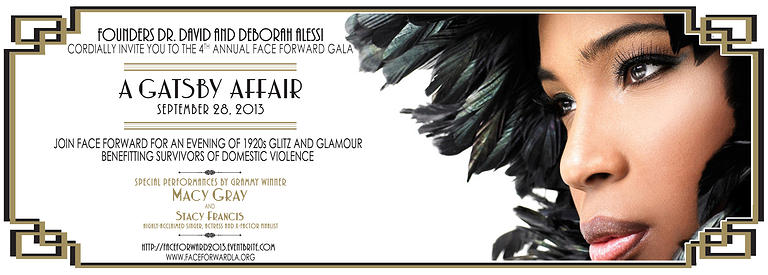 FOUNDERS DR. DAVID AND DEBORAH ALESSI
CORDIALLY INVITE YOU TO THE 4TH ANNUAL FACE FORWARD GALA
A GATSBY AFFAIR
SEPTEMBER 28, 2013
JOIN FACE FORWARD FOR AN EVENING OF 1920s GLITZ AND GLAMOUR
BENEFITTING SURVIVORS OF DOMESTIC VIOLENCE
SPECIAL PERFORMANCES BY GRAMMY WINNER
MACY GRAY
AND
STACY FRANCIS
HIGHLY-ACCLAIMED SINGER, ACTRESS AND X-FACTOR FINALIST
HTTP://FACEFORWARD2013.EVENTBRITE.COM
WWW.FACEFORWARDLA.ORG